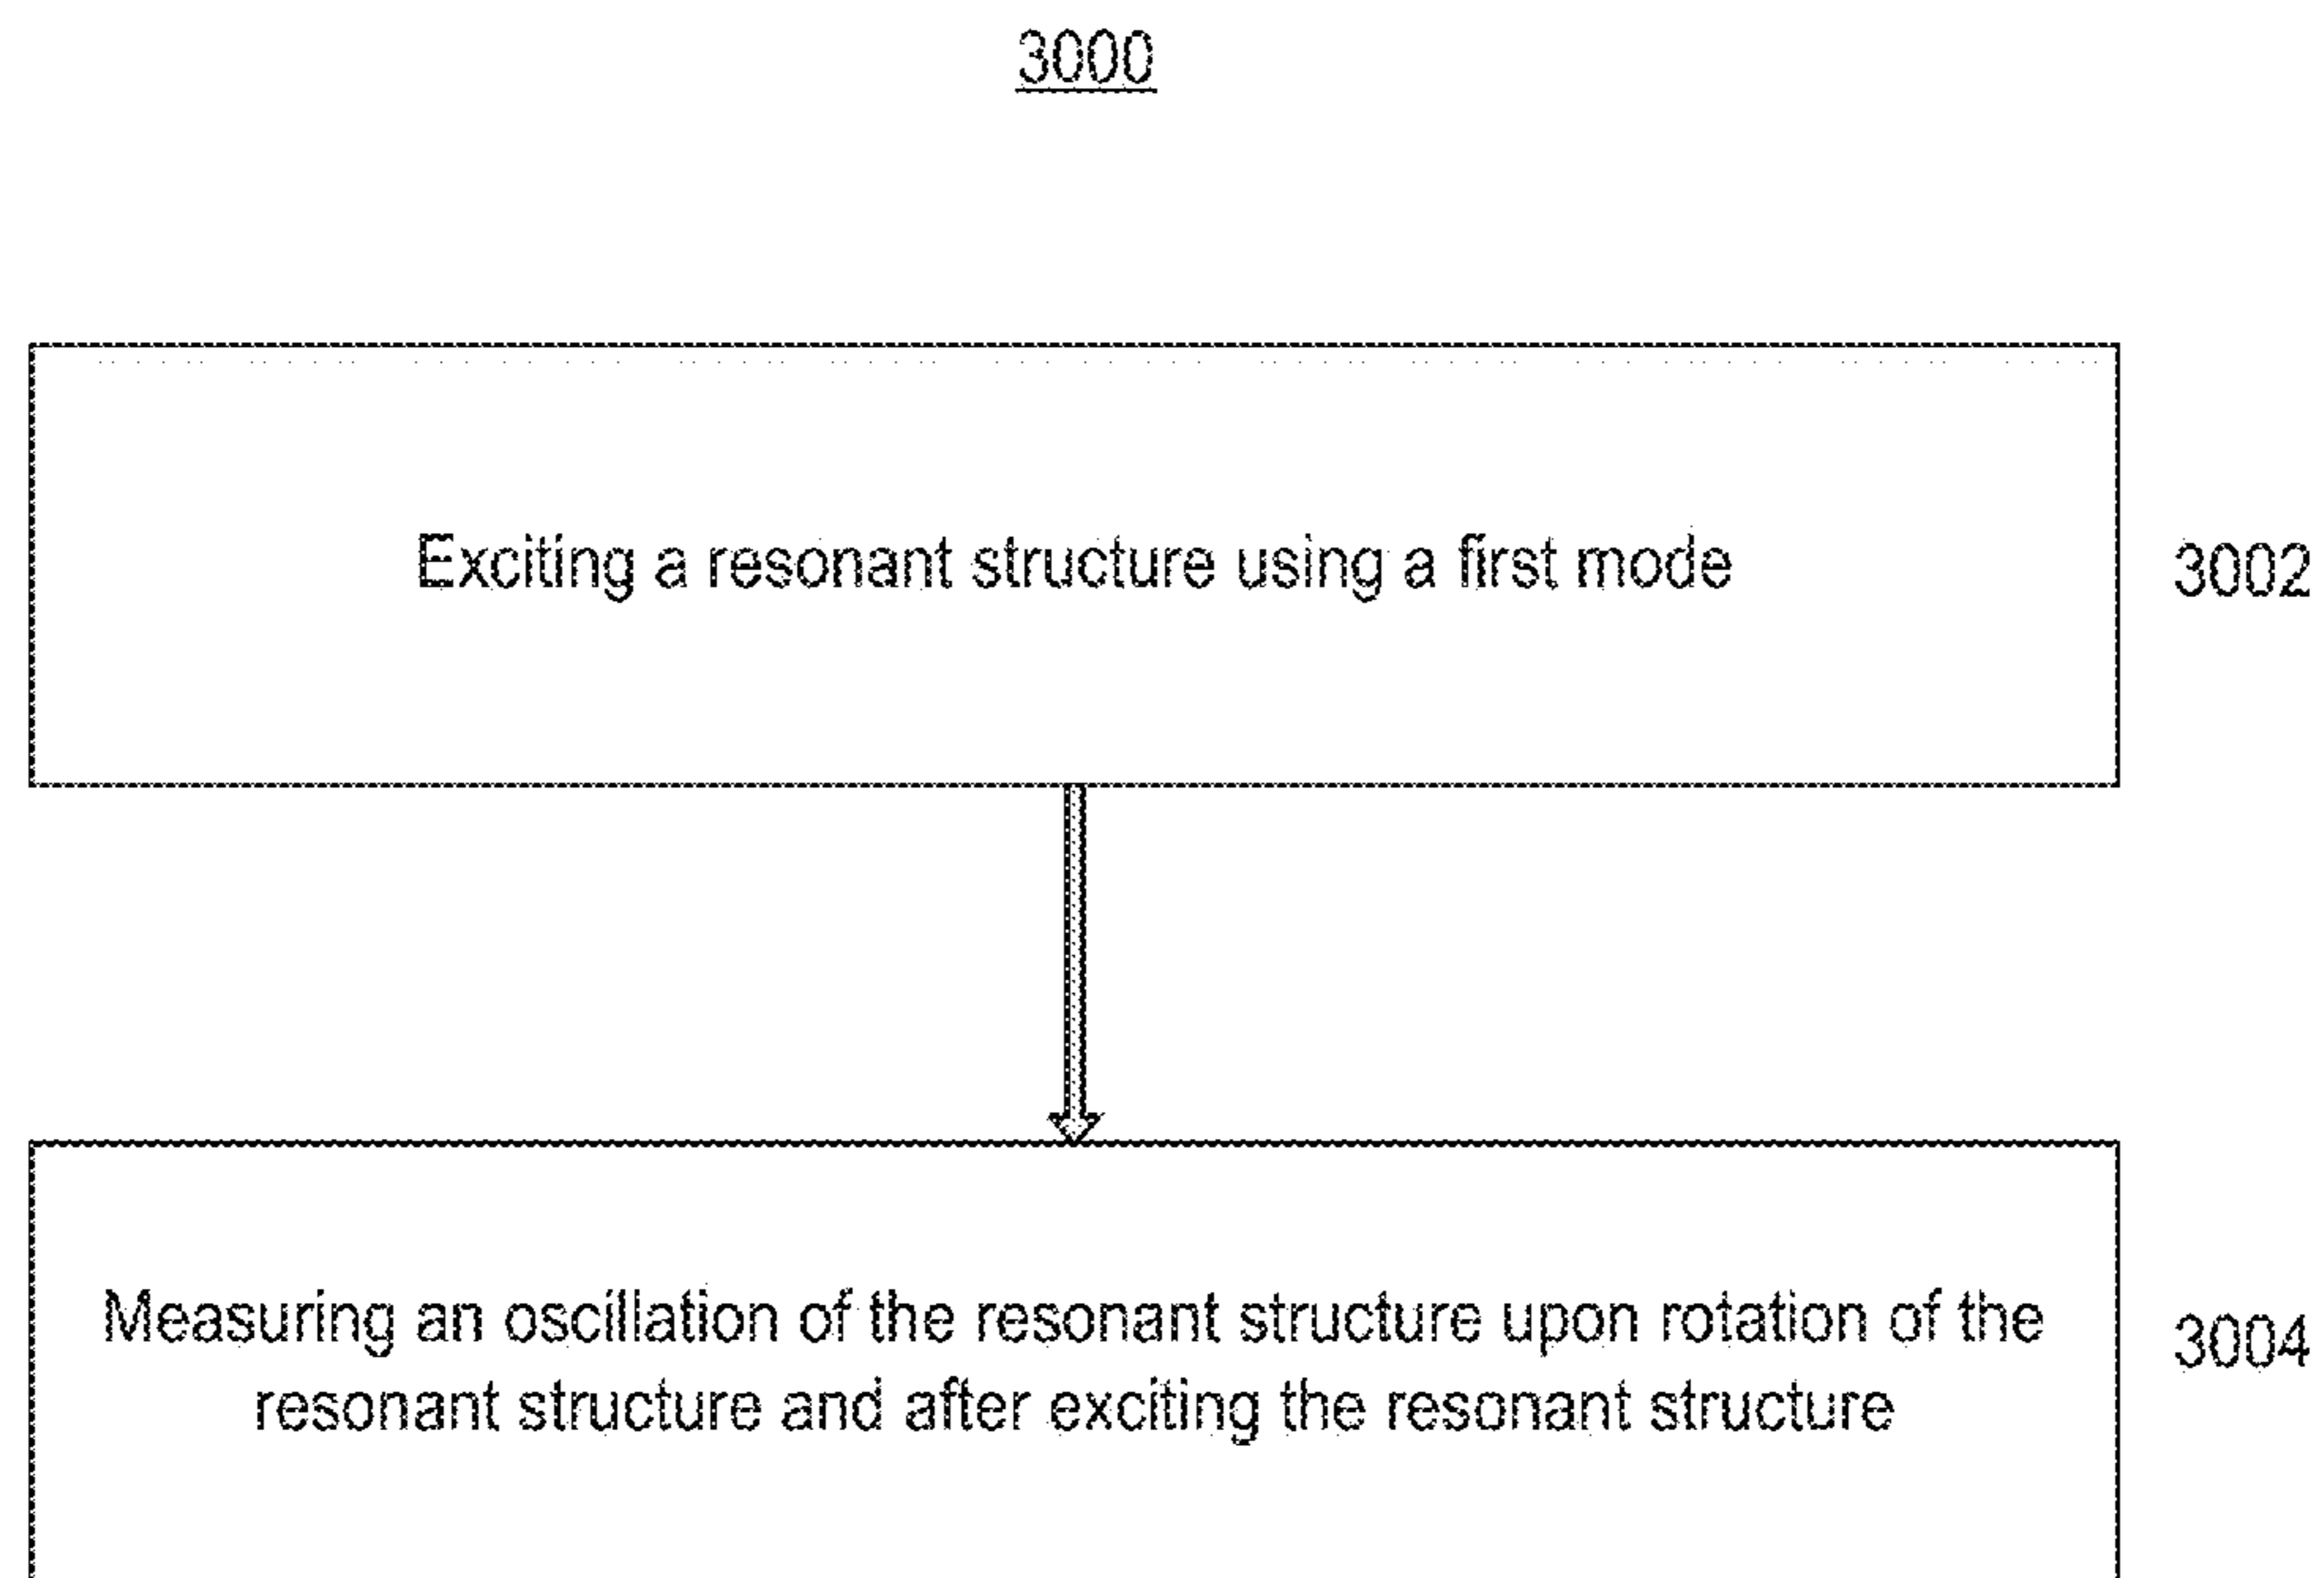 3000
Exciting a resonant structure using a first mode
3002
Measuring an oscillation of the resonant structure upon rotation of the
resonant structure and after exciting the resonant structure
3004